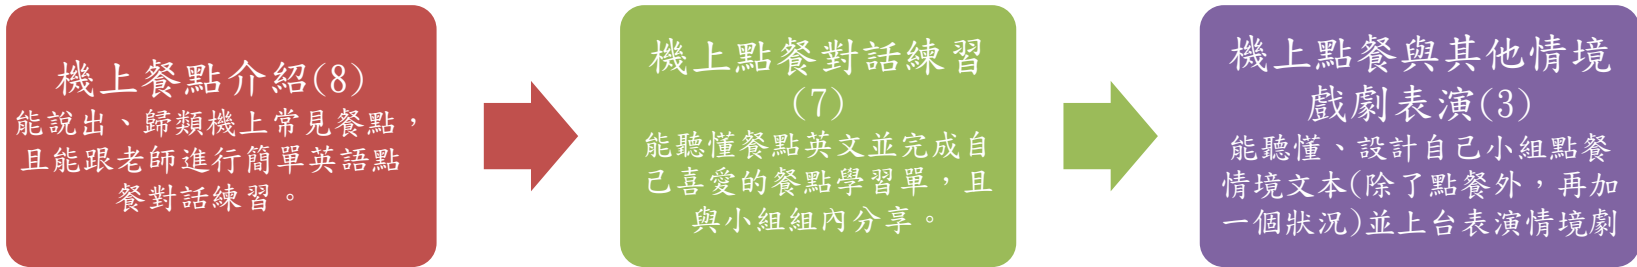 機上餐點介紹(8)
能說出、歸類機上常見餐點，
且能跟老師進行簡單英語點
餐對話練習。
機上點餐對話練習
(7)
能聽懂餐點英文並完成自
己喜愛的餐點學習單，且
與小組組內分享。
機上點餐與其他情境
戲劇表演(3)
能聽懂、設計自己小組點餐
情境文本(除了點餐外，再加
一個狀況)並上台表演情境劇